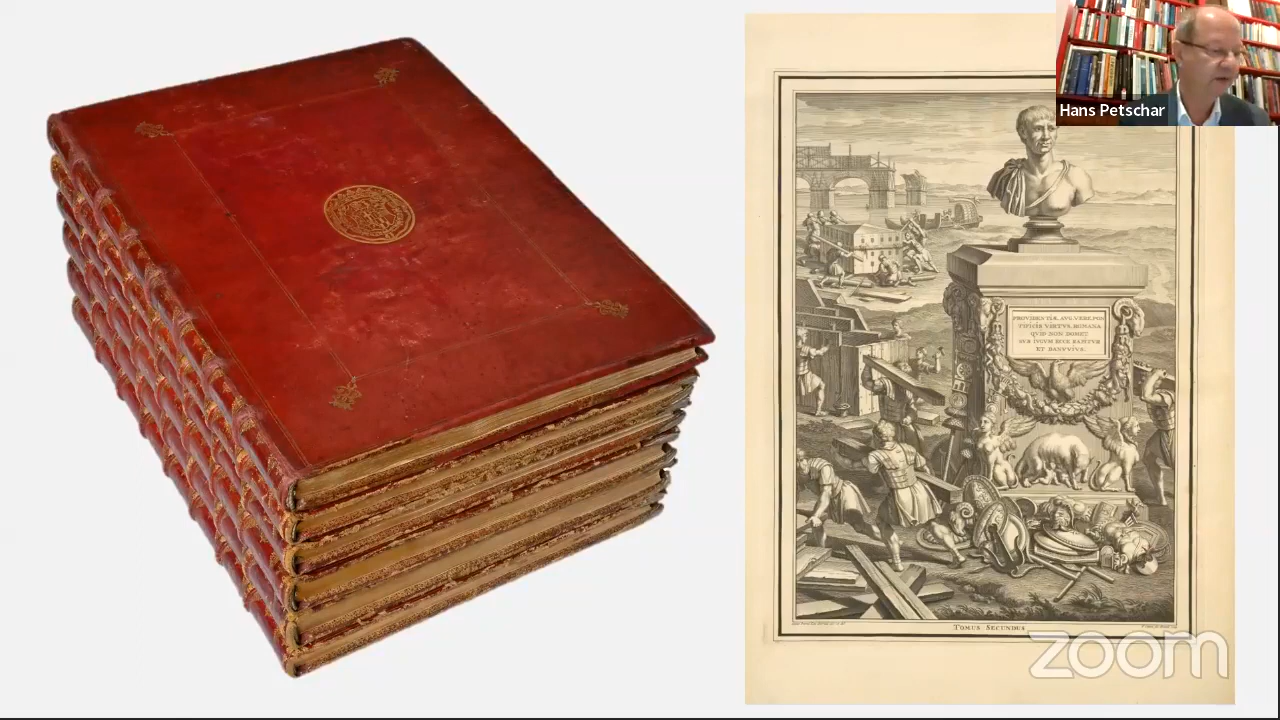 Hans Petschar
PROVIDENTIA. AVG. VERE PON
TIFICIS VIRTVS. ROMANA
QVID NON DOMET.
SVB IVGVM ECCE RAPITVR
ET DANVVIVS.
TOMUS SECUNDUS
zoom